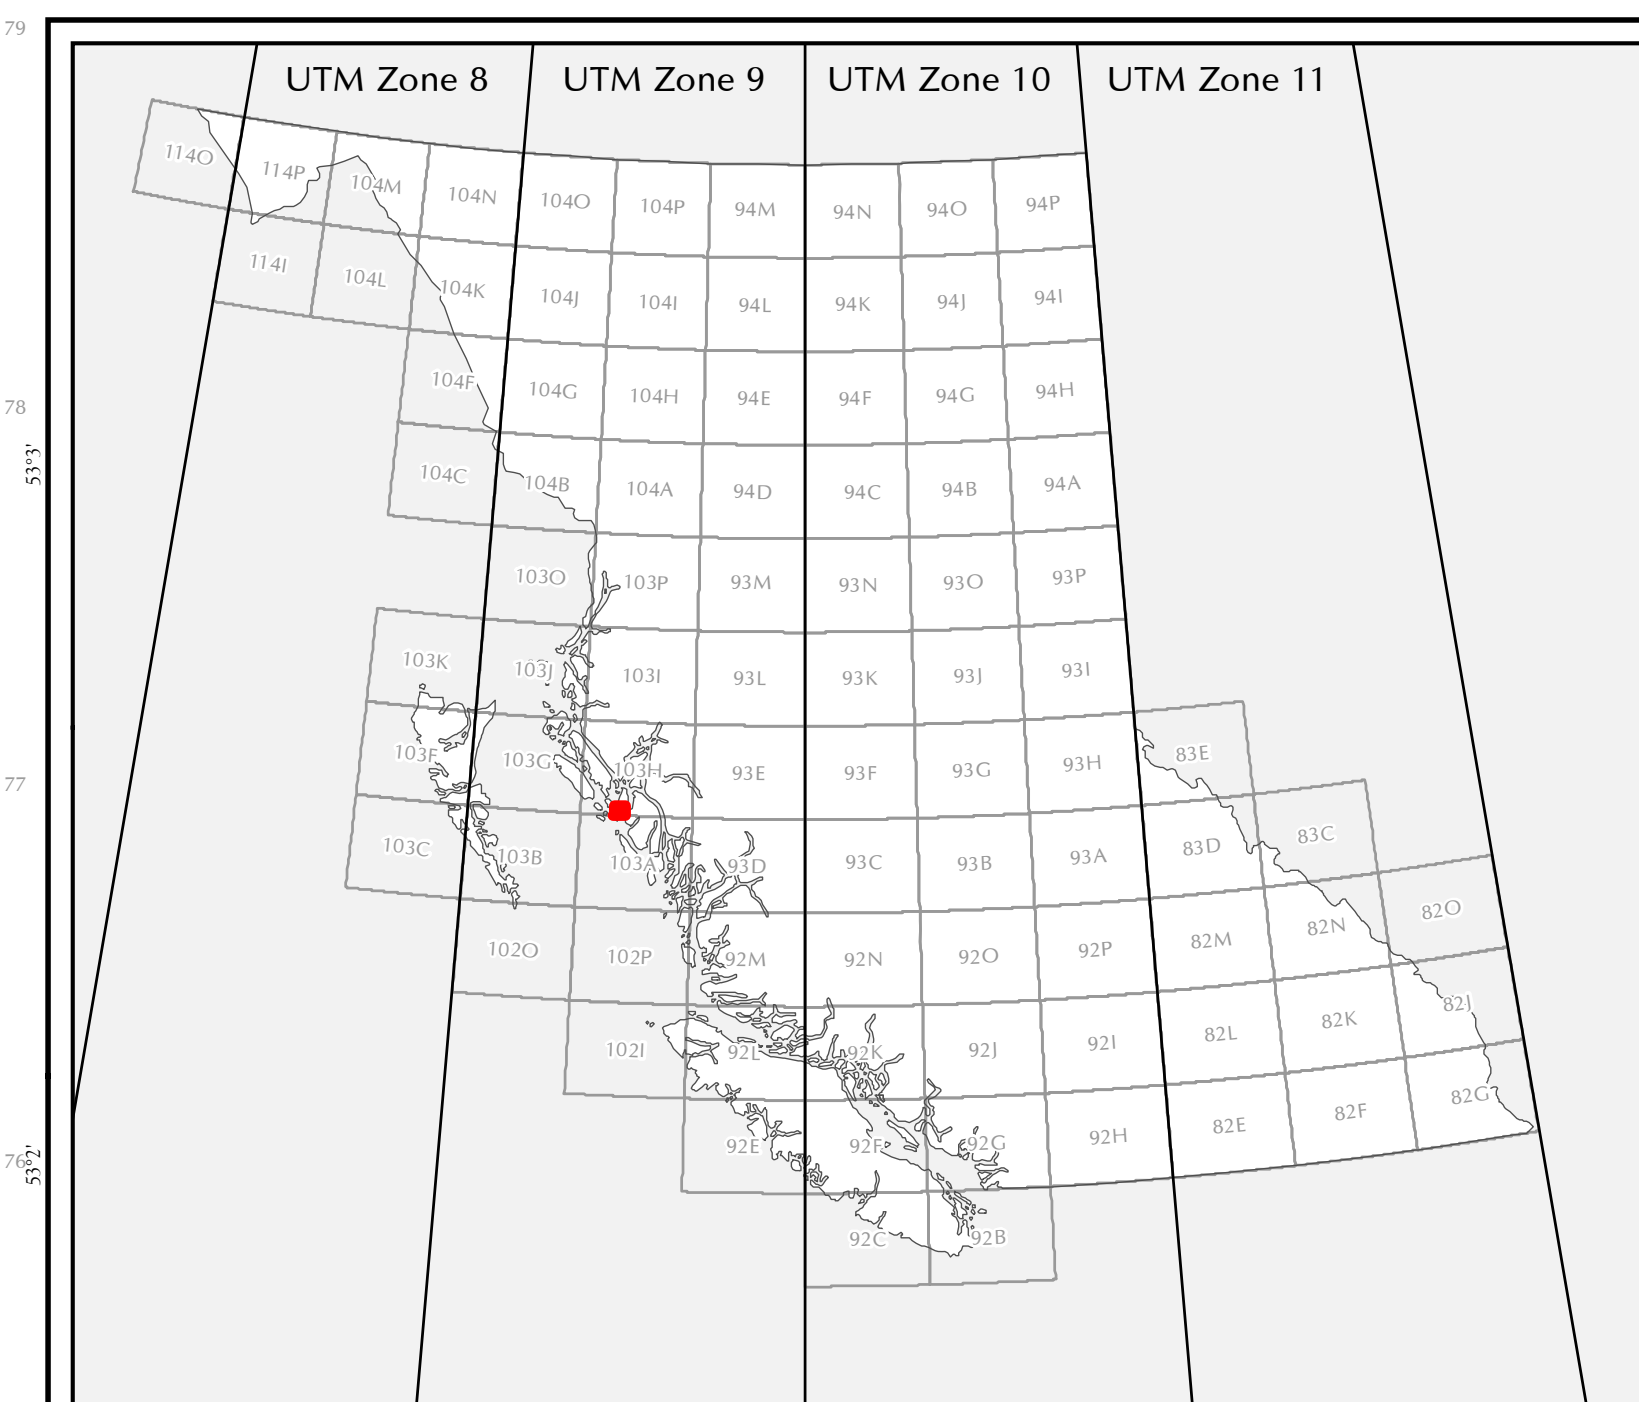 79
UTM Zone 8 UTM Zone 9 UTM Zone 10 UTM Zone 11
114O 114P 104M 104N 104O 104P 94M 94N 94O 94P
114I 104L 104K 104J 104I 94L 94K 94J 94I
104F 104G 104H 94E 94F 94G 94H
78
53°3'
104C 104B 104A 94D 94C 94B 94A
103O 103P 93M 93N 93O 93P
103K 103J 103I 93L 93K 93J 93I
103F 103G 103H 93E 93F 93G 93H 83E
77
103C 103B 103A 93D 93C 93B 93A 83D 83C
102O 102P 92M 92N 92O 92P 82M 82N 82O
102I 92L 92K 92J 92I 82L 82K 82J
92E 92F 92G 92H 82E 82F 82G
76
53°2'
92C 92B